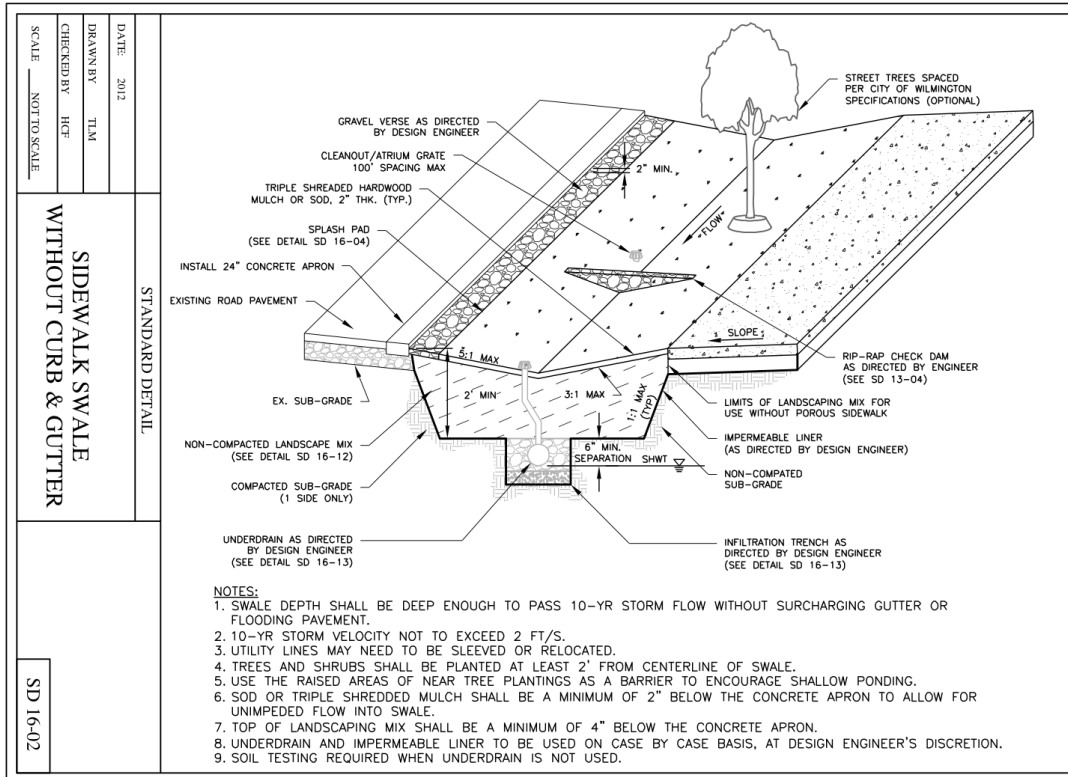 DATE: 2012
DRAWN BY TLM
CHECKED BY HCF
SCALE NOT TO SCALE
STANDARD DETAIL
SIDEWALK SWALE
WITHOUT CURB & GUTTER
SD 16-02
STREET TREES SPACED
PER CITY OF WILMINGTON
SPECIFICATIONS (OPTIONAL)
GRAVEL VERSE AS DIRECTED
BY DESIGN ENGINEER
CLEANOUT/ATRIUM GRATE
100' SPACING MAX
TRIPLE SHREADED HARDWOOD
MULCH OR SOD, 2" THK. (TYP.)
SPLASH PAD
(SEE DETAIL SD 16-04)
INSTALL 24" CONCRETE APRON
EXISTING ROAD PAVEMENT
2" MIN.
"FLOW"
SLOPE
5:1 MAX
2' MIN
3:1 MAX
1:1 MAX
(TYP)
6" MIN.
SEPARATION SHWT
EX. SUB-GRADE
NON-COMPACTED LANDSCAPE MIX
(SEE DETAIL SD 16-12)
COMPACTED SUB-GRADE
(1 SIDE ONLY)
UNDERDRAIN AS DIRECTED
BY DESIGN ENGINEER
(SEE DETAIL SD 16-13)
RIP-RAP CHECK DAM
AS DIRECTED BY ENGINEER
(SEE SD 13-04)
LIMITS OF LANDSCAPING MIX FOR
USE WITHOUT POROUS SIDEWALK
IMPERMEABLE LINER
(AS DIRECTED BY DESIGN ENGINEER)
NON-COMPATED
SUB-GRADE
INFILTRATION TRENCH AS
DIRECTED BY DESIGN ENGINEER
(SEE DETAIL SD 16-13)
NOTES:
1. SWALE DEPTH SHALL BE DEEP ENOUGH TO PASS 10-YR STORM FLOW WITHOUT SURCHARGING GUTTER OR
FLOODING PAVEMENT.
2. 10-YR STORM VELOCITY NOT TO EXCEED 2 FT/S.
3. UTILITY LINES MAY NEED TO BE SLEEVED OR RELOCATED.
4. TREES AND SHRUBS SHALL BE PLANTED AT LEAST 2' FROM CENTERLINE OF SWALE.
5. USE THE RAISED AREAS OF NEAR TREE PLANTINGS AS A BARRIER TO ENCOURAGE SHALLOW PONDING.
6. SOD OR TRIPLE SHREDDED MULCH SHALL BE A MINIMUM OF 2" BELOW THE CONCRETE APRON TO ALLOW FOR
UNIMPEDED FLOW INTO SWALE.
7. TOP OF LANDSCAPING MIX SHALL BE A MINIMUM OF 4" BELOW THE CONCRETE APRON.
8. UNDERDRAIN AND IMPERMEABLE LINER TO BE USED ON CASE BY CASE BASIS, AT DESIGN ENGINEER'S DISCRETION.
9. SOIL TESTING REQUIRED WHEN UNDERDRAIN IS NOT USED.